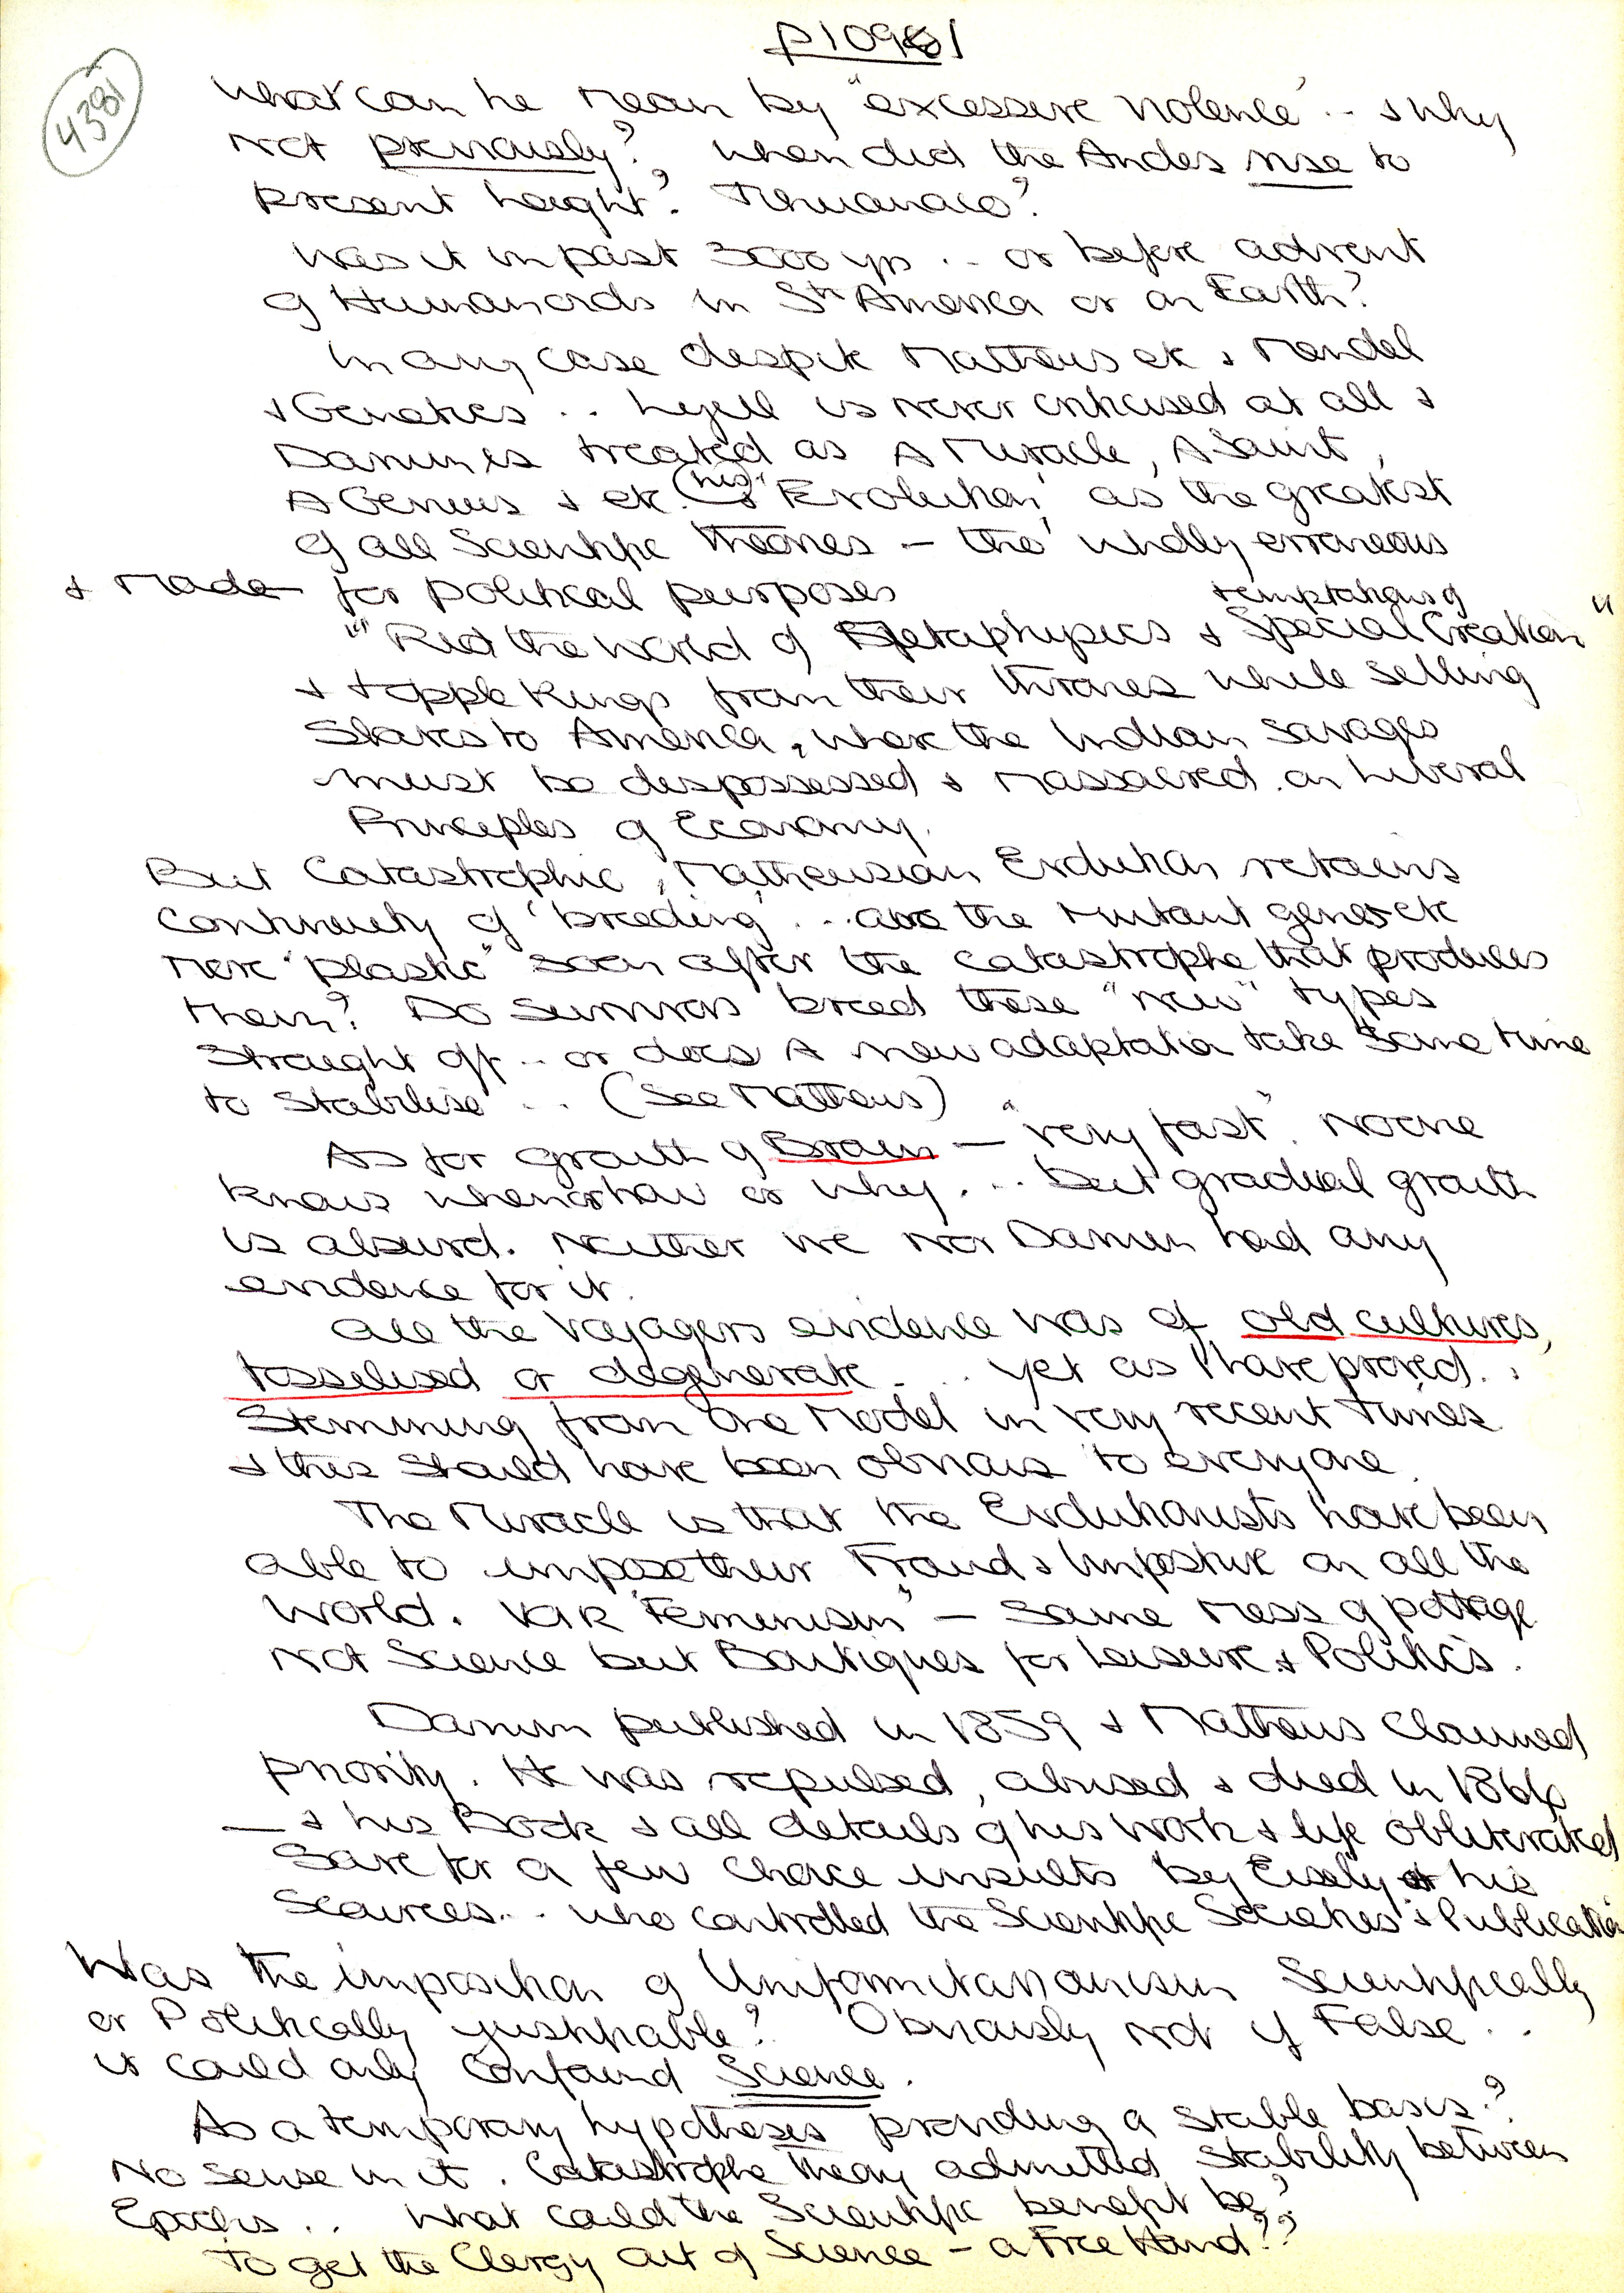 p10981
4381
What can he mean by "excessive violence" .. & why
not previously? When did the Andes rise to
present height? Tihuanaco?
Was it in past 3000 yrs .. or before advent
of Humanoids in Sth America or on Earth?
In any case despite Mattheus etc & Mendel
& Genetics .. Lyell is never criticised at all &
Darwin is treated as A Miracle, A Saint,
A Genius & etc. (his) "Evolution" as the greatest
of all Scientific Theories – the wholly erroneous
& made for political purposes
temptations of
"Rid the World of Metaphysics & Special Creation"
& topple Kings from their thrones while selling
Slaves to America, where the Indian savages
must be dispossessed & massacred on Liberal
Principles of Economy.
But Catastrophic, Matheusian Evolution retains
continuity of 'breeding' ... are the Mutant genes etc
more "plastic" soon after the catastrophe that produces
them? Do survivors breed these "new" types
straight off .. or does A new adaptation take some time
to stabilise .. (See Mattheus)
As for growth of Brain – "very fast". Noone
knows when or how or why ... but gradual growth
is absurd. Neither we nor Darwin had any
evidence for it.
All the Voyagers evidence was of old cultures,
fossilised or degenerate ... yet as I have proved ..
Stemming from One Model in very recent times
& this should have been obvious to everyone.
The Miracle is that the Evolutionists have been
able to impose their Fraud & Imposture on all the
World. "Femenism" – same mess of pottage
not Science but Boutiques for Leisure & Politics.
Darwin published in 1859 & Mattheus claimed
priority. He was repulsed, abused & died in
– & his Book & all details of his work & life obliterated
Save for a few choice insults by Eisely & his
Sources... who controlled the Scientific Societies & Publication
Was the imposition of Uniformitarianism Scientifically
or Politically justifiable? Obviously not if False ..
it could only confound Science.
As a temporary hypothesis providing a stable basis?
No sense in it. Catastrophe Theory admitted stability between
Epochs .. What could the Scientific benefit be?
To get the Clergy out of Science – a Free Hand??